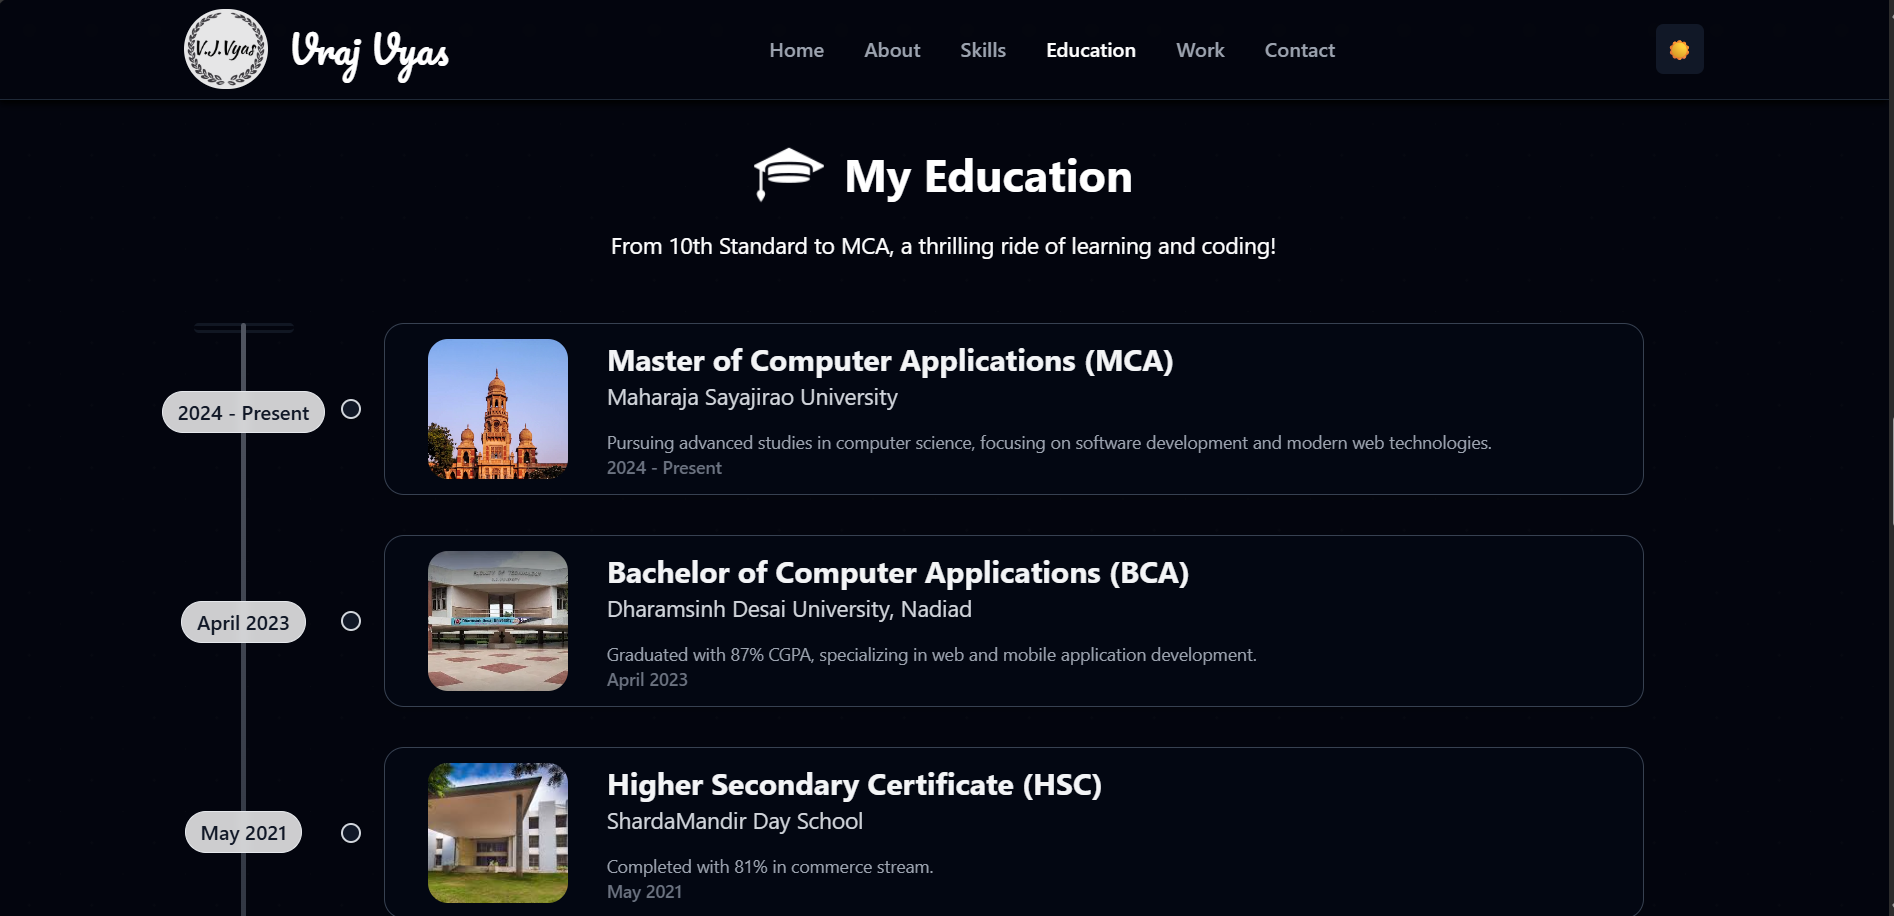 V.J.Vyas
Vraj Vyas
Home
About
Skills
Education
Work
Contact
My Education
From 10th Standard to MCA, a thrilling ride of learning and coding!
2024 - Present
Master of Computer Applications (MCA)
Maharaja Sayajirao University
Pursuing advanced studies in computer science, focusing on software development and modern web technologies.
2024 - Present
April 2023
Bachelor of Computer Applications (BCA)
Dharamsinh Desai University, Nadiad
Graduated with 87% CGPA, specializing in web and mobile application development.
April 2023
May 2021
Higher Secondary Certificate (HSC)
ShardaMandir Day School
Completed with 81% in commerce stream.
May 2021